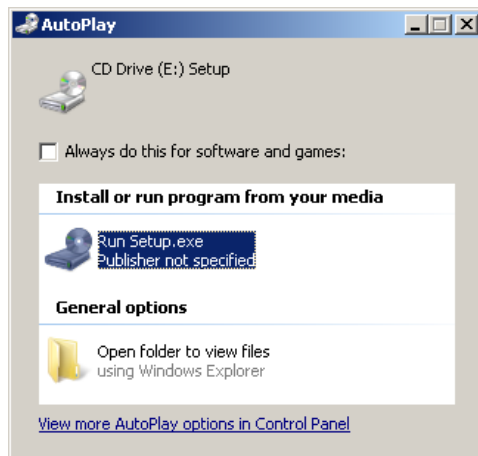 AutoPlay
CD Drive (E:) Setup
Always do this for software and games:
Install or run program from your media
Run Setup.exe
Publisher not specified
General options
Open folder to view files
using Windows Explorer
View more AutoPlay options in Control Panel